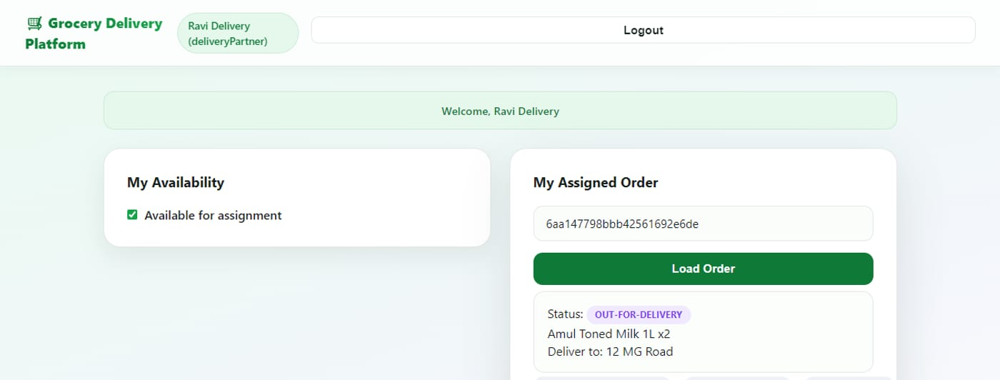 Grocery Delivery
Platform
Ravi Delivery
(deliveryPartner)
Logout
Welcome, Ravi Delivery
My Availability
Available for assignment
My Assigned Order
6aa147798bbb42561692e6de
Load Order
Status: OUT-FOR-DELIVERY
Amul Toned Milk 1L x2
Deliver to: 12 MG Road